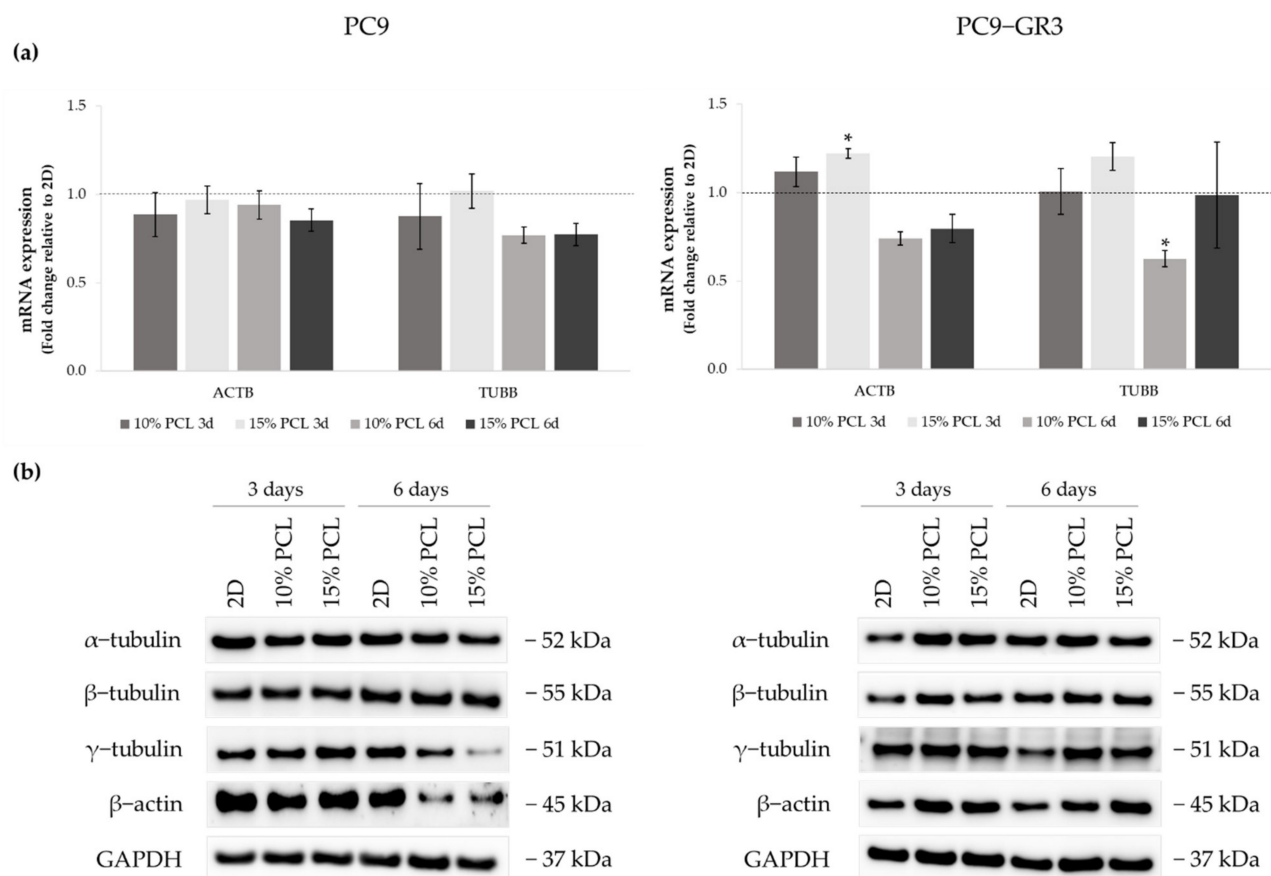 PC9
PC9-GR3
(a)
mRNA expression
(Fold change relative to 2D)
1.5
1.0
0.5
0.0
ACTB
TUBB
10% PCL 3d
15% PCL 3d
10% PCL 6d
15% PCL 6d
mRNA expression
(Fold change relative to 2D)
1.5
1.0
0.5
0.0
*
*
ACTB
TUBB
10% PCL 3d
15% PCL 3d
10% PCL 6d
15% PCL 6d
(b)
3 days
6 days
2D
10% PCL
15% PCL
2D
10% PCL
15% PCL
α-tubulin
- 52 kDa
β-tubulin
- 55 kDa
γ-tubulin
- 51 kDa
β-actin
- 45 kDa
GAPDH
- 37 kDa
3 days
6 days
2D
10% PCL
15% PCL
2D
10% PCL
15% PCL
α-tubulin
- 52 kDa
β-tubulin
- 55 kDa
γ-tubulin
- 51 kDa
β-actin
- 45 kDa
GAPDH
- 37 kDa